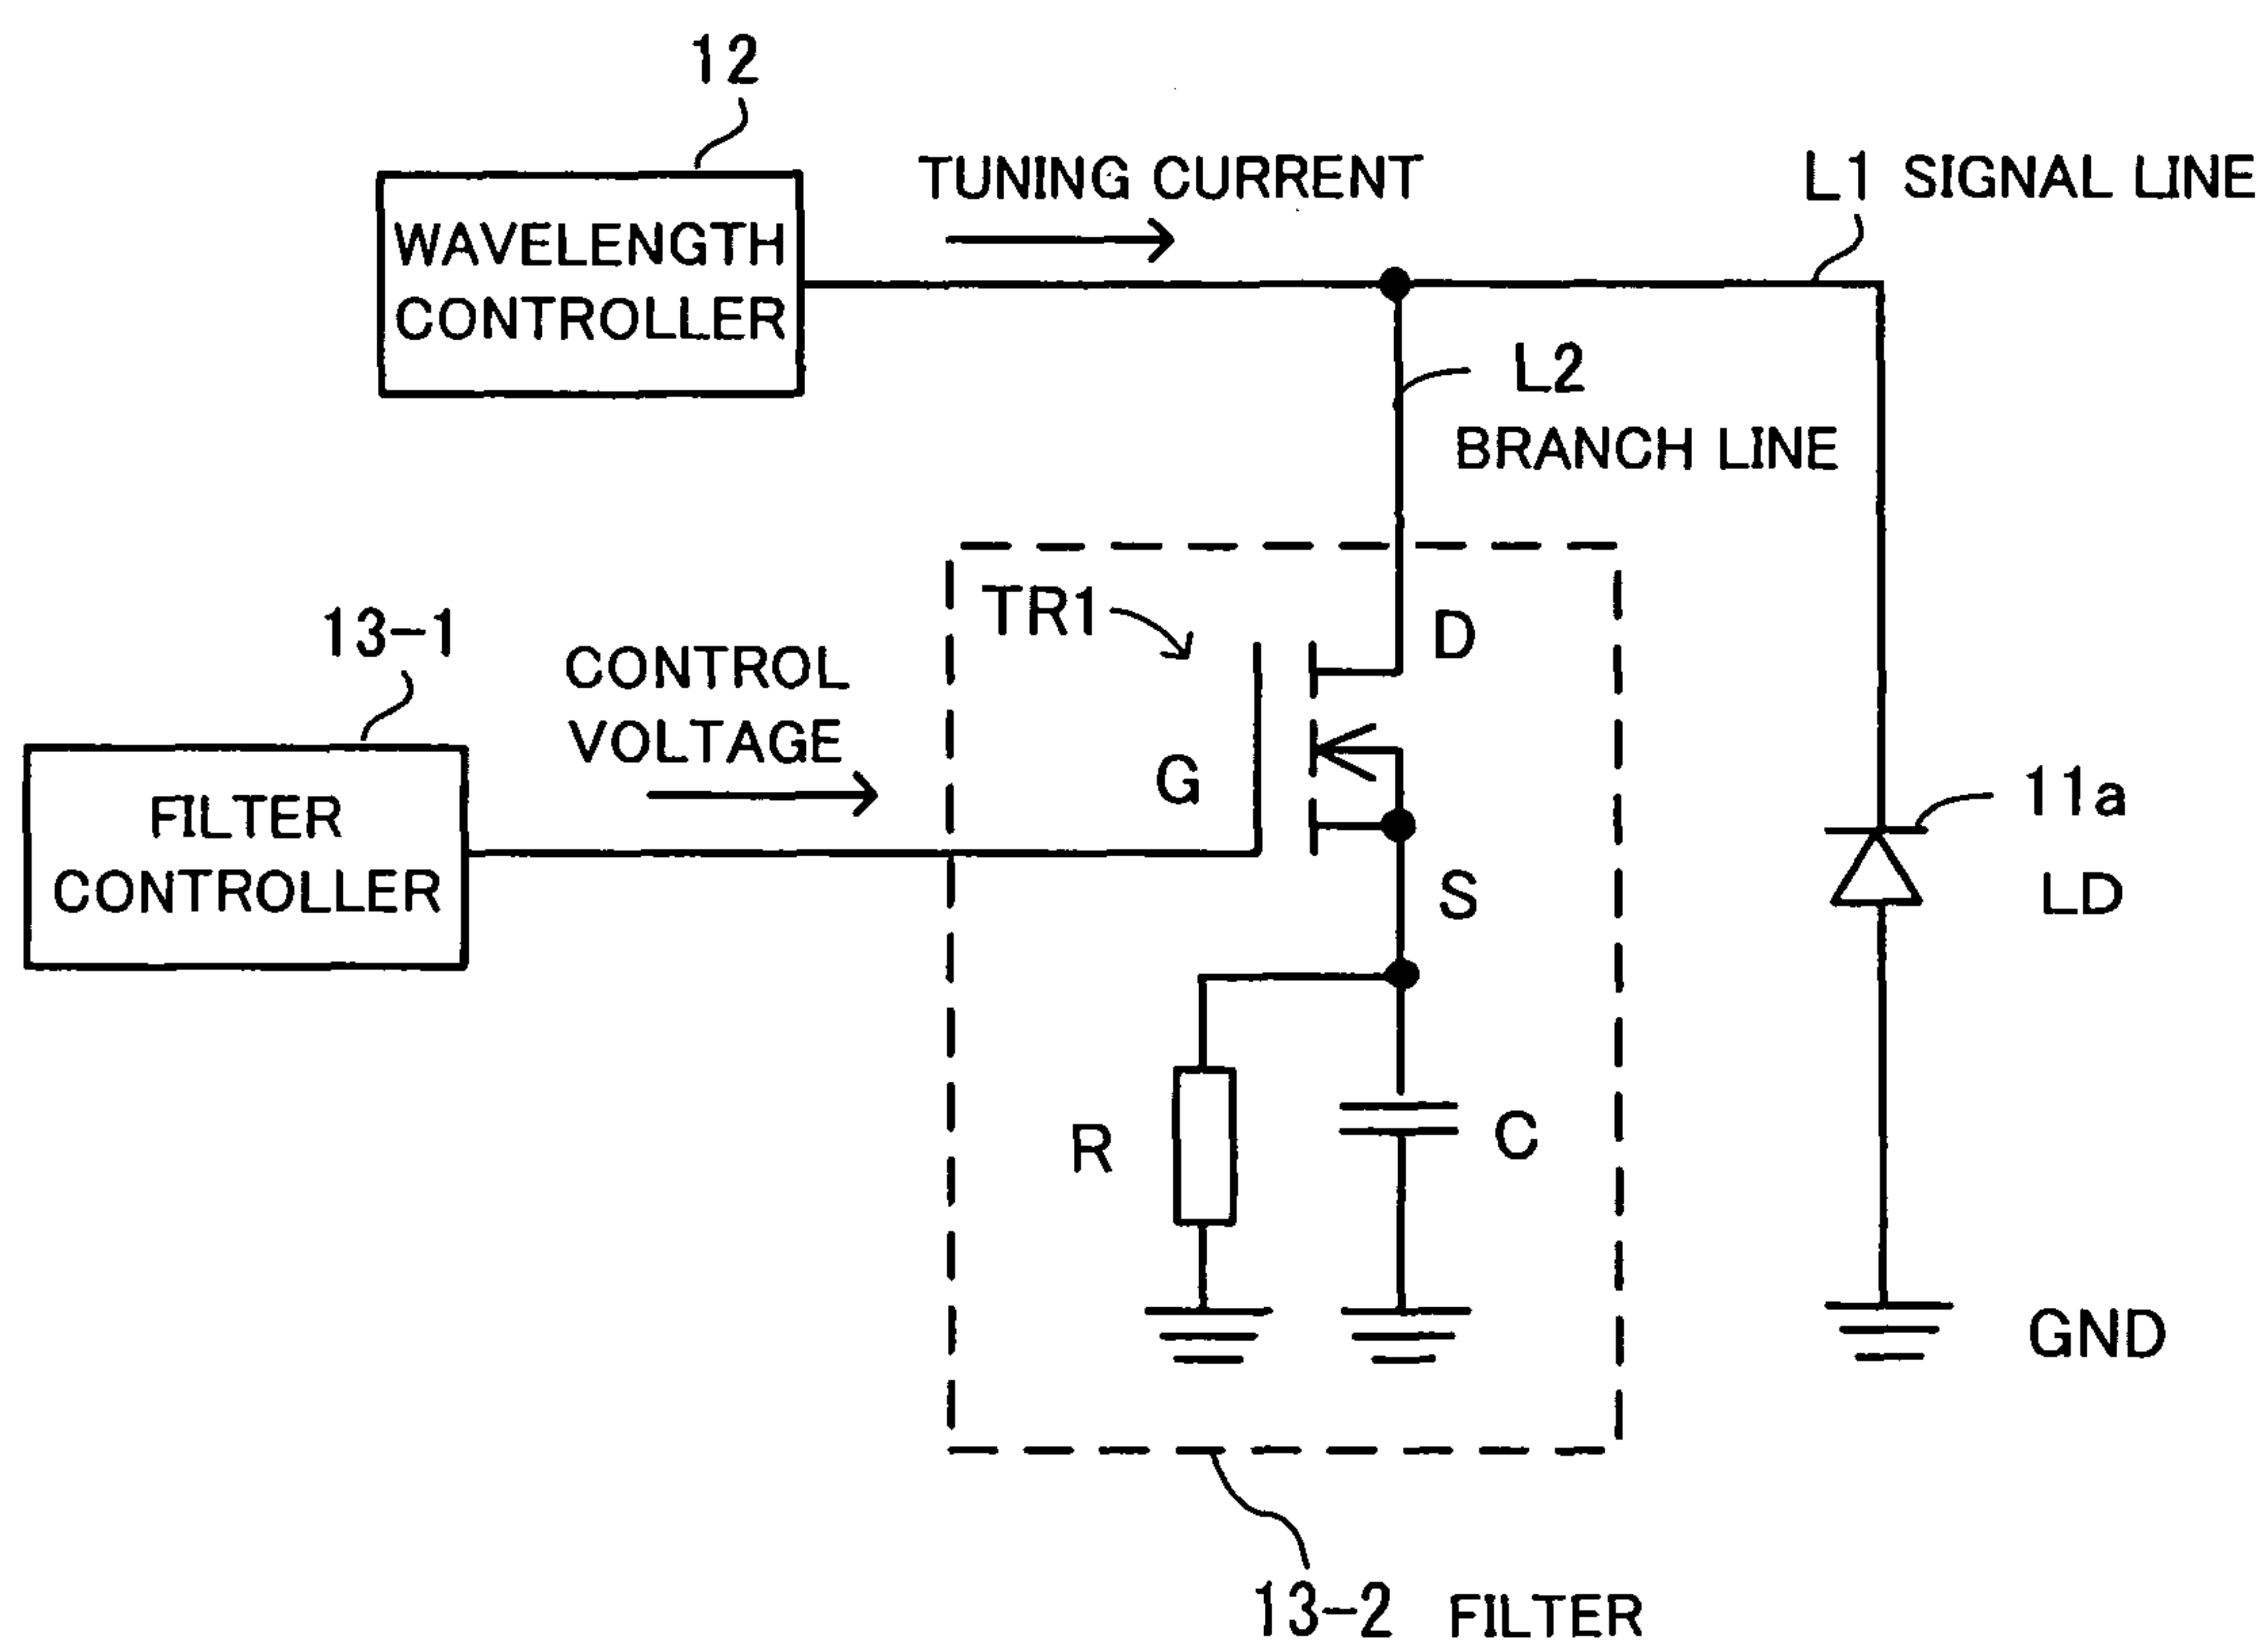 12
WAVELENGTH
CONTROLLER
TUNING CURRENT
L1 SIGNAL LINE
L2
BRANCH LINE
13-1
FILTER
CONTROLLER
CONTROL
VOLTAGE
TR1
D
G
S
R
C
11a
LD
GND
13-2 FILTER